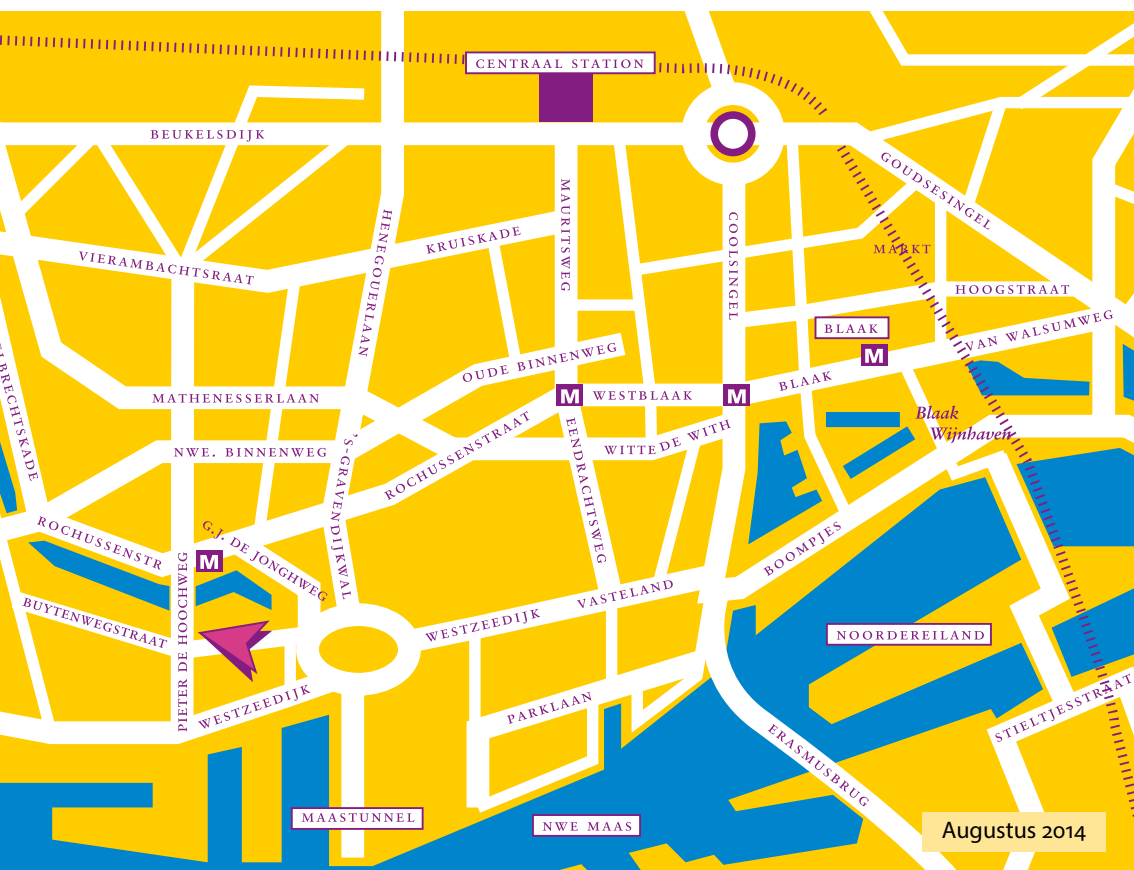 CENTRAAL STATION
BEUKELSDIJK
GOUDSESINGEL
MAURITSWEG
HENEGOUERLAAN
COOLSINGEL
KRUISKADE
MARKT
VIERAMBACHTSRAAT
HOOGSTRAAT
BLAAK
VAN WALSUMWEG
OUDE BINNENWEG
M
BLAAK
MATHENESSERLAAN
M
WESTBLAAK
M
Blaak
Wijnhaven
NWE. BINNENWEG
'S-GRAVENDIJKWAL
ROCHUSSENSTRAAT
EENDRACHTSWEG
WITTE DE WITH
ROCHUSSENSTR
G.J. DE JONGHWEG
M
BOOMPJES
BUYTENWEGSTRAAT
PIETER DE HOOCHWEG
WESTZEEDIJK
VASTELAND
NOORDEREILAND
WESTZEEDIJK
PARKLAAN
STIELTJESSTRAAT
ERASMUSBRUG
MAASTUNNEL
NWE MAAS
Augustus 2014